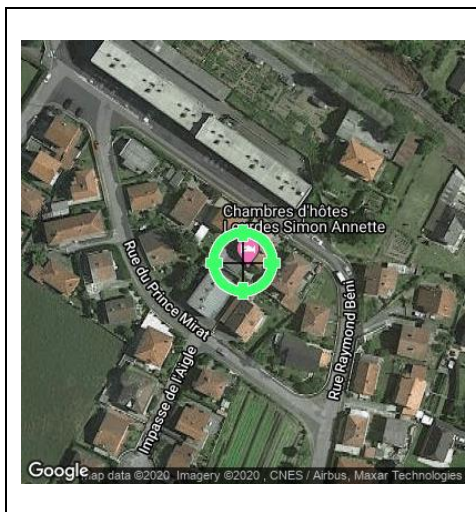 Chambres d'hôtes -
Lourdes Simon Annette
Rue du Prince Mirat
Rue Raymond Béni
Impasse de l'Aigle
Google
Map data ©2020 Imagery ©2020 , CNES / Airbus, Maxar Technologies